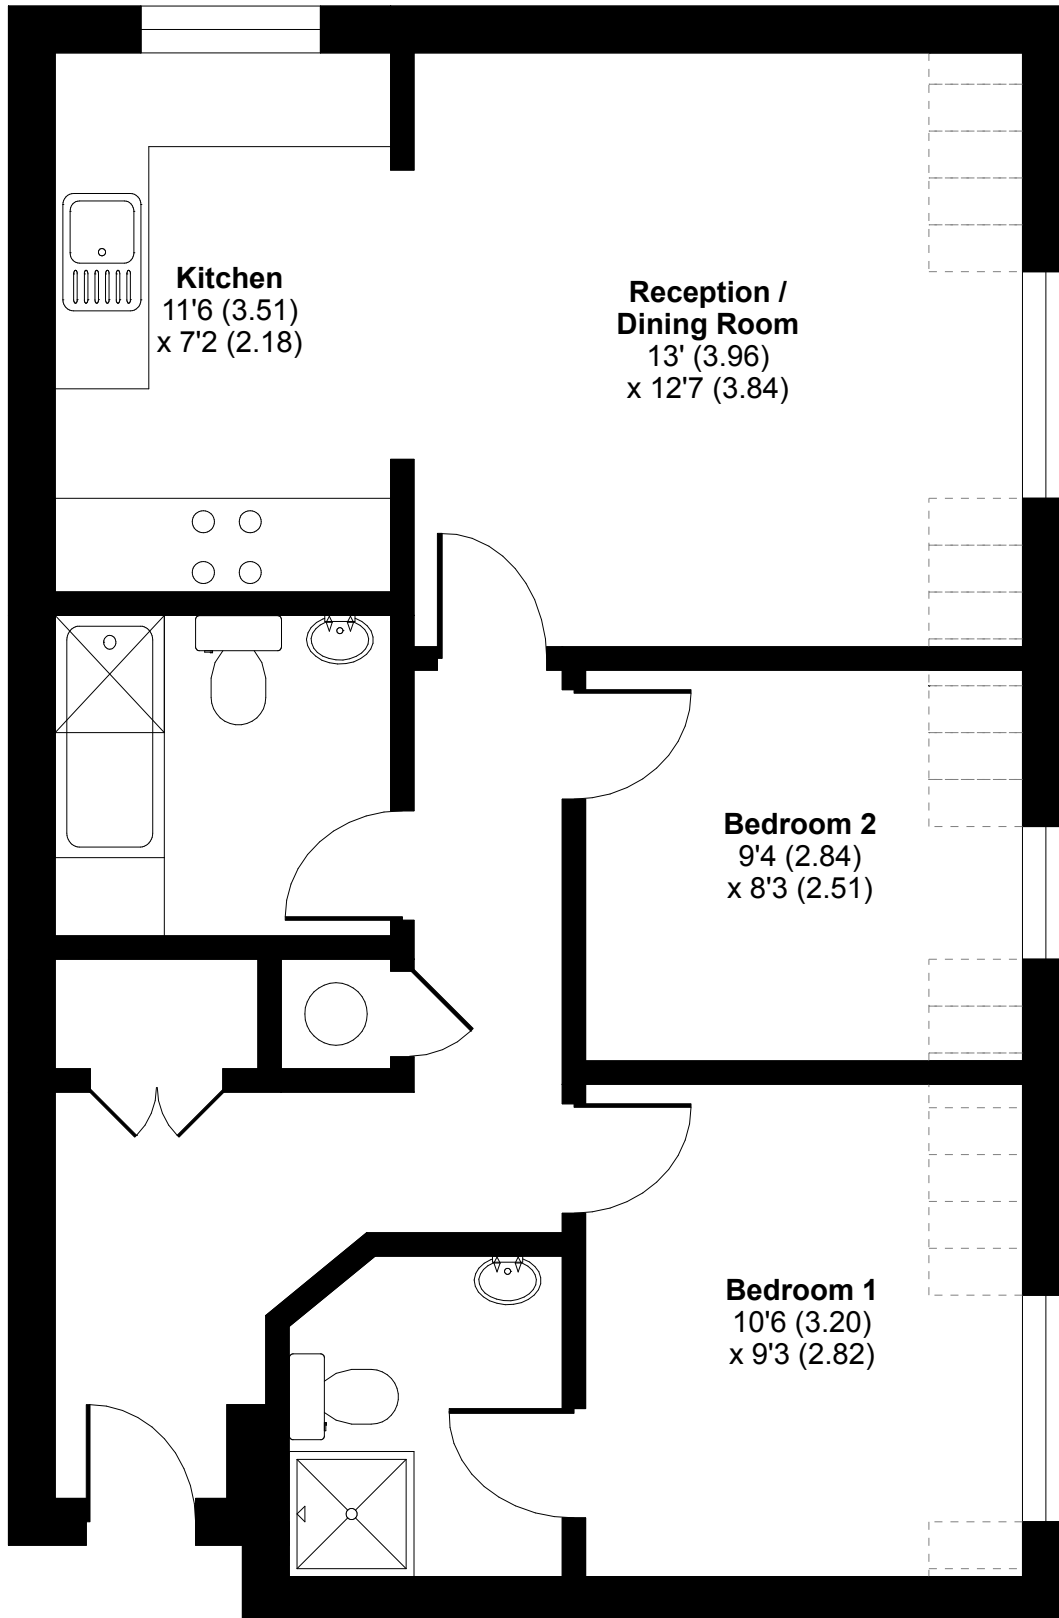 Kitchen
11'6 (3.51)
x 7'2 (2.18)
Reception /
Dining Room
13' (3.96)
x 12'7 (3.84)
Bedroom 2
9'4 (2.84)
x 8'3 (2.51)
Bedroom 1
10'6 (3.20)
x 9'3 (2.82)